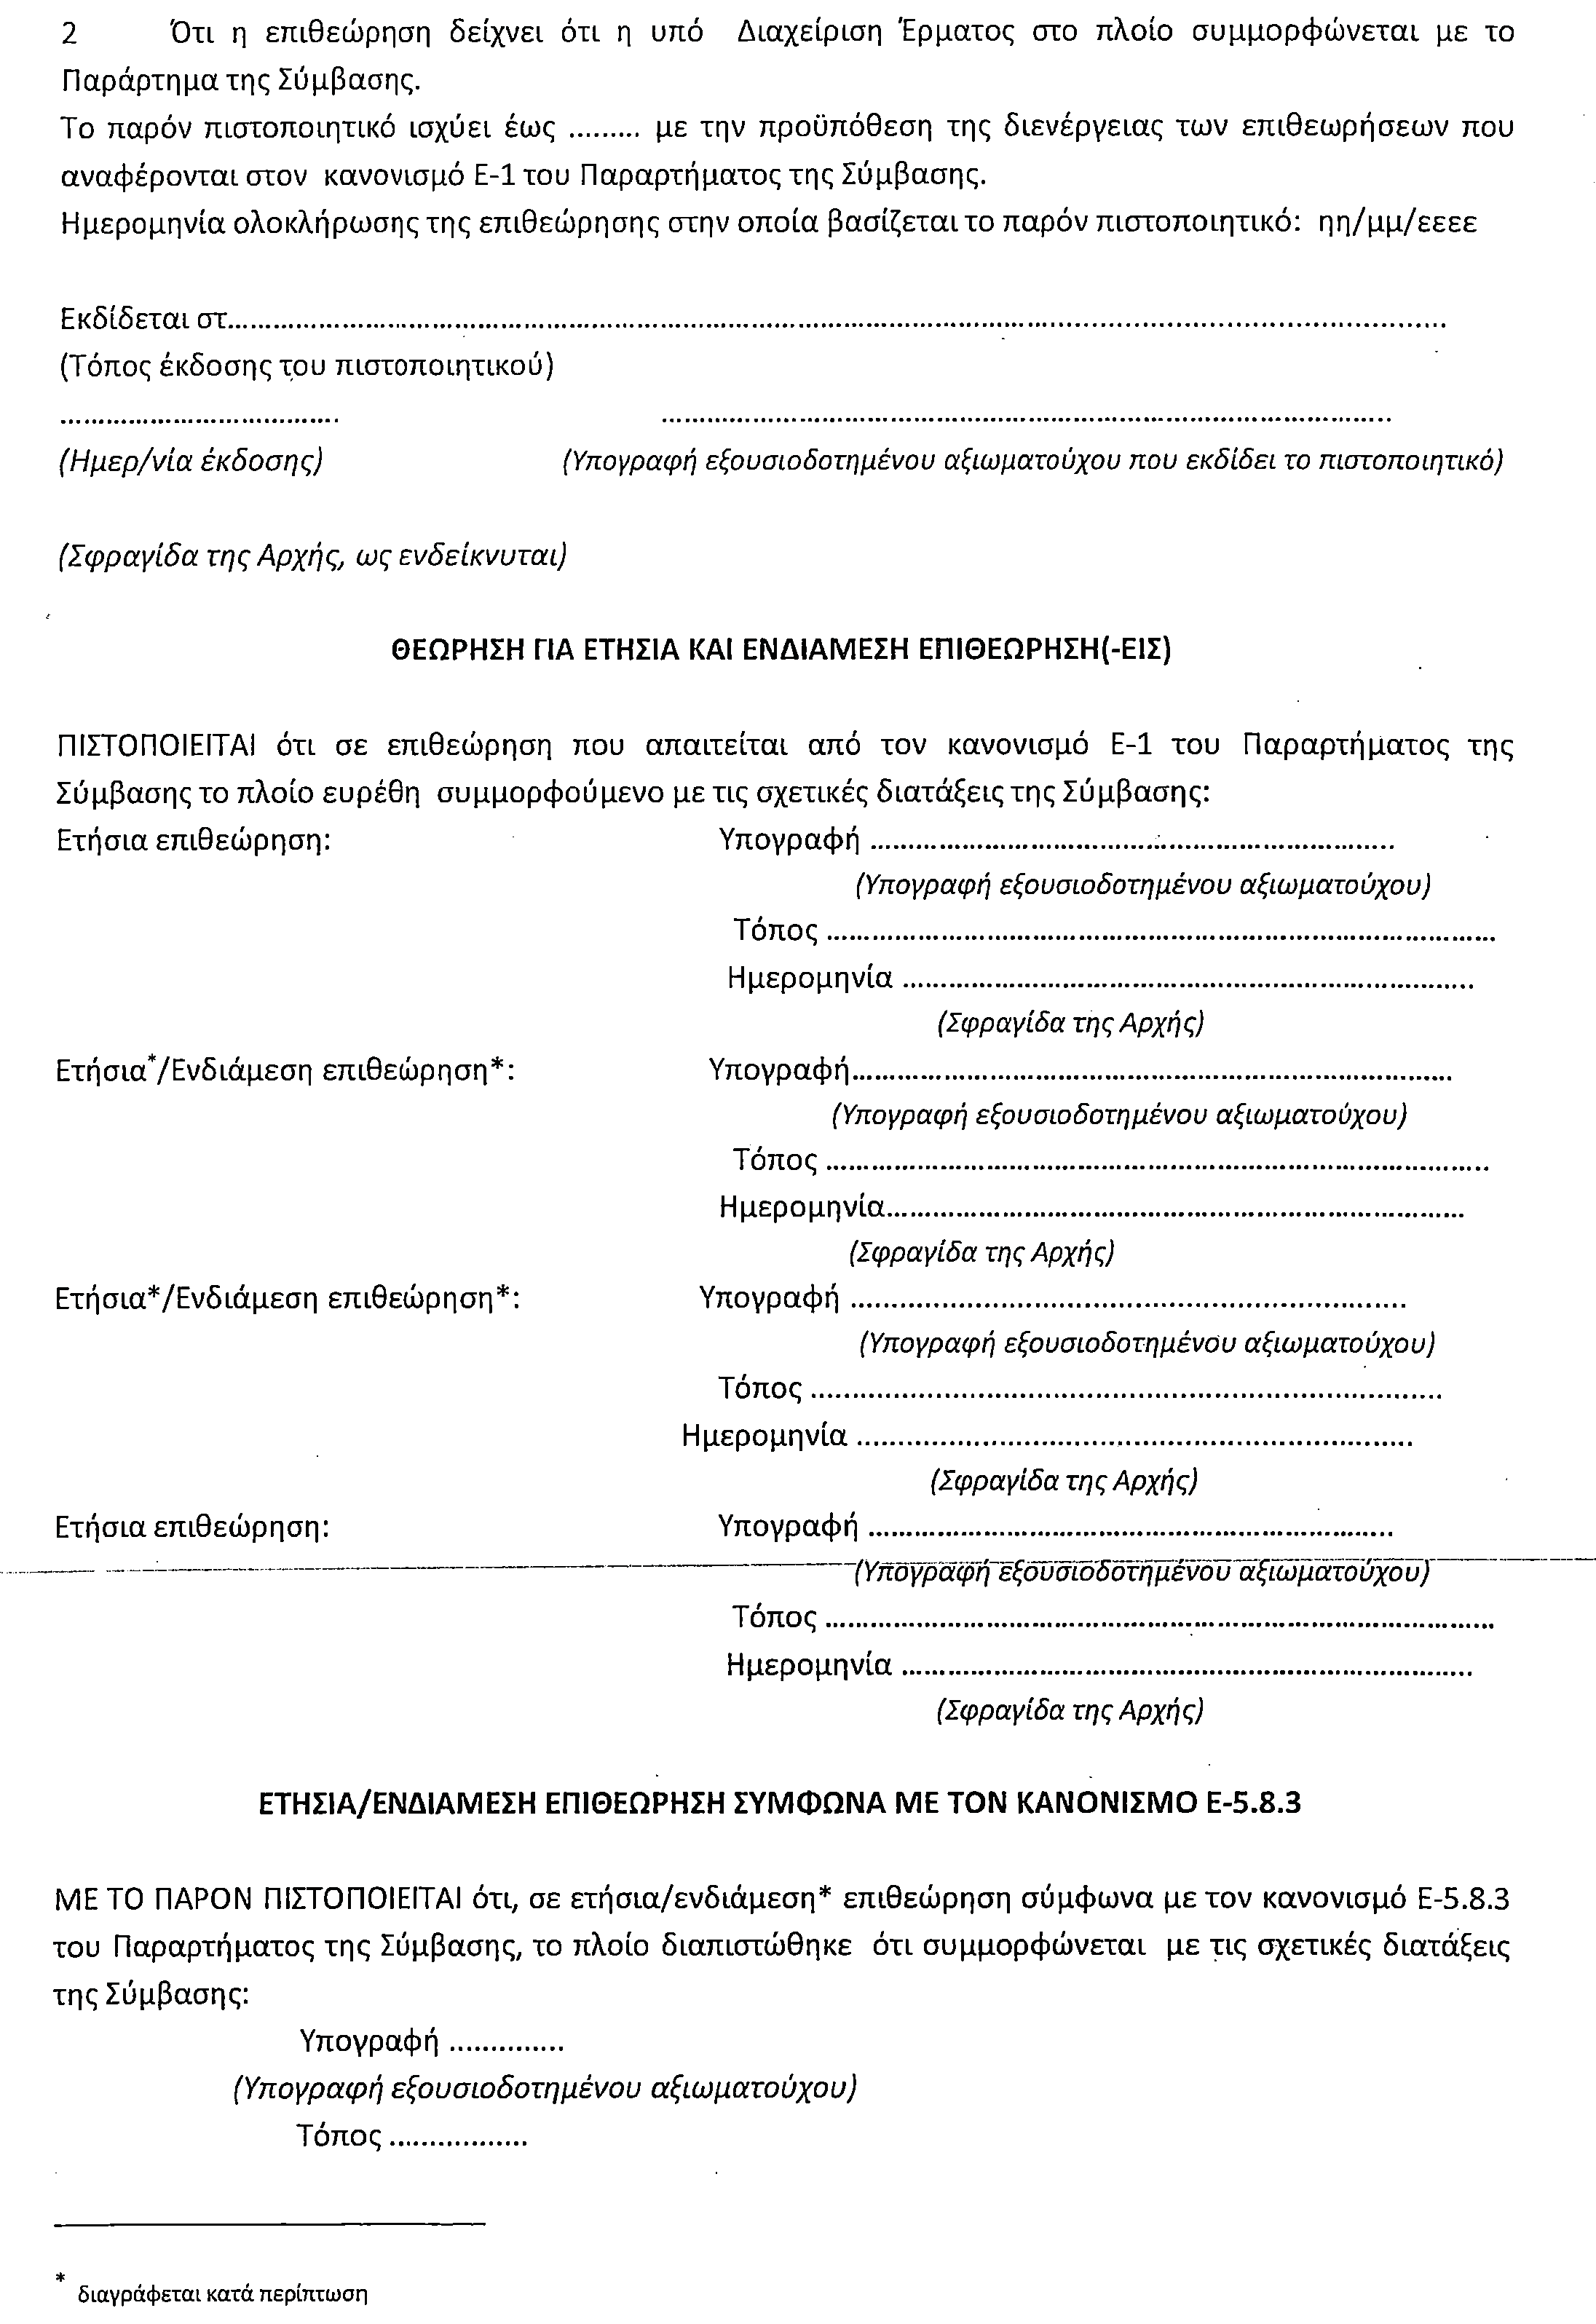 2 Ότι η επιθεώρηση δείχνει ότι η υπό Διαχείριση Έρματος στο πλοίο συμμορφώνεται με το
Παράρτημα της Σύμβασης.
Το παρόν πιστοποιητικό ισχύει έως ......... με την προϋπόθεση της διενέργειας των επιθεωρήσεων που
αναφέρονται στον κανονισμό Ε-1 του Παραρτήματος της Σύμβασης.
Ημερομηνία ολοκλήρωσης της επιθεώρησης στην οποία βασίζεται το παρόν πιστοποιητικό: ηη/μμ/εεεε
Εκδίδεται στ..............................................................
(Τόπος έκδοσης του πιστοποιητικού)
.................................. ..............................................................
(Ημερ/νία έκδοσης) (Υπογραφή εξουσιοδοτημένου αξιωματούχου που εκδίδει το πιστοποιητικό)
(Σφραγίδα της Αρχής, ως ενδείκνυται)
ΘΕΩΡΗΣΗ ΓΙΑ ΕΤΗΣΙΑ ΚΑΙ ΕΝΔΙΑΜΕΣΗ ΕΠΙΘΕΩΡΗΣΗ(-ΕΙΣ)
ΠΙΣΤΟΠΟΙΕΙΤΑΙ ότι σε επιθεώρηση που απαιτείται από τον κανονισμό Ε-1 του Παραρτήματος της
Σύμβασης το πλοίο ευρέθη συμμορφούμενο με τις σχετικές διατάξεις της Σύμβασης:
Ετήσια επιθεώρηση: Υπογραφή ..............................................................
(Υπογραφή εξουσιοδοτημένου αξιωματούχου)
Τόπος ..............................................................
Ημερομηνία ..............................................................
(Σφραγίδα της Αρχής)
Ετήσια*/Ενδιάμεση επιθεώρηση*: Υπογραφή..............................................................
(Υπογραφή εξουσιοδοτημένου αξιωματούχου)
Τόπος ..............................................................
Ημερομηνία..............................................................
(Σφραγίδα της Αρχής)
Ετήσια*/Ενδιάμεση επιθεώρηση*: Υπογραφή ..............................................................
(Υπογραφή εξουσιοδοτημένου αξιωματούχου)
Τόπος ..............................................................
Ημερομηνία ..............................................................
(Σφραγίδα της Αρχής)
Ετήσια επιθεώρηση: Υπογραφή ..............................................................
(Υπογραφή εξουσιοδοτημένου αξιωματούχου)
Τόπος ..............................................................
Ημερομηνία ..............................................................
(Σφραγίδα της Αρχής)
ΕΤΗΣΙΑ/ΕΝΔΙΑΜΕΣΗ ΕΠΙΘΕΩΡΗΣΗ ΣΥΜΦΩΝΑ ΜΕ ΤΟΝ ΚΑΝΟΝΙΣΜΟ Ε-5.8.3
ΜΕ ΤΟ ΠΑΡΟΝ ΠΙΣΤΟΠΟΙΕΙΤΑΙ ότι, σε ετήσια/ενδιάμεση* επιθεώρηση σύμφωνα με τον κανονισμό Ε-5.8.3
του Παραρτήματος της Σύμβασης, το πλοίο διαπιστώθηκε ότι συμμορφώνεται με τις σχετικές διατάξεις
της Σύμβασης:
Υπογραφή ..............
(Υπογραφή εξουσιοδοτημένου αξιωματούχου)
Τόπος .................
* διαγράφεται κατά περίπτωση